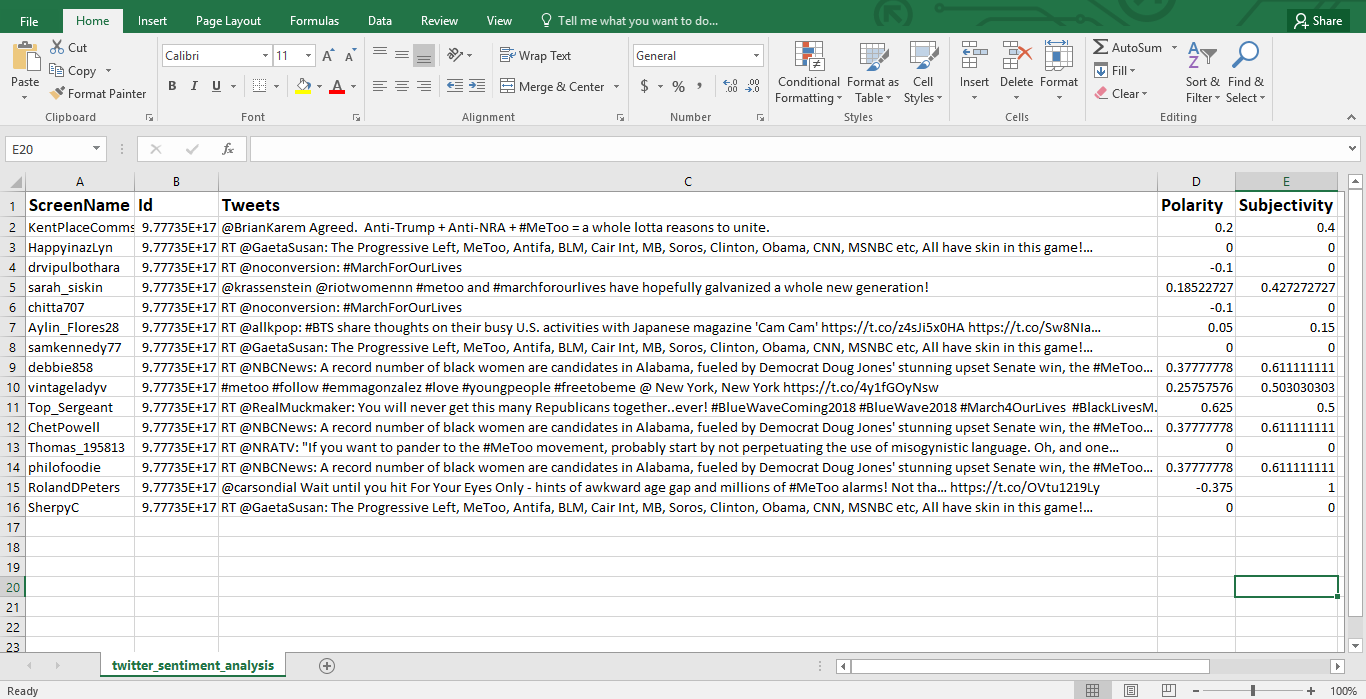 File Home Insert Page Layout Formulas Data Review View Tell me what you want to do... Share
Paste Cut Copy Format Painter Clipboard
Calibri 11 A A B I U A Font
Wrap Text Merge & Center Alignment
General $ % , .0 .00 .00 .0 Number
Conditional Formatting Format as Table Cell Styles Styles
Insert Delete Format Cells
AutoSum Fill Clear Sort & Filter Find & Select Editing
E20 fx
A B C D E
1 ScreenName Id Tweets Polarity Subjectivity
2 KentPlaceComms 9.77735E+17 @BrianKarem Agreed.  Anti-Trump + Anti-NRA + #MeToo = a whole lotta reasons to unite. 0.2 0.4
3 HappyinazLyn 9.77735E+17 RT @GaetaSusan: The Progressive Left, MeToo, Antifa, BLM, Cair Int, MB, Soros, Clinton, Obama, CNN, MSNBC etc, All have skin in this game!... 0 0
4 drvipulbothara 9.77735E+17 RT @noconversion: #MarchForOurLives -0.1 0
5 sarah_siskin 9.77735E+17 @krassenstein @riotwomennn #metoo and #marchforourlives have hopefully galvanized a whole new generation! 0.18522727 0.427272727
6 chitta707 9.77735E+17 RT @noconversion: #MarchForOurLives -0.1 0
7 Aylin_Flores28 9.77735E+17 RT @allkpop: #BTS share thoughts on their busy U.S. activities with Japanese magazine 'Cam Cam' https://t.co/z4sJi5x0HA https://t.co/Sw8NIa... 0.05 0.15
8 samkennedy77 9.77735E+17 RT @GaetaSusan: The Progressive Left, MeToo, Antifa, BLM, Cair Int, MB, Soros, Clinton, Obama, CNN, MSNBC etc, All have skin in this game!... 0 0
9 debbie858 9.77735E+17 RT @NBCNews: A record number of black women are candidates in Alabama, fueled by Democrat Doug Jones' stunning upset Senate win, the #MeToo... 0.37777778 0.611111111
10 vintageladyv 9.77735E+17 #metoo #follow #emmagonzalez #love #youngpeople #freetobeme @ New York, New York https://t.co/4y1fGOyNsw 0.25757576 0.503030303
11 Top_Sergeant 9.77735E+17 RT @RealMuckmaker: You will never get this many Republicans together..ever! #BlueWaveComing2018 #BlueWave2018 #March4OurLives  #BlackLivesM. 0.625 0.5
12 ChetPowell 9.77735E+17 RT @NBCNews: A record number of black women are candidates in Alabama, fueled by Democrat Doug Jones' stunning upset Senate win, the #MeToo... 0.37777778 0.611111111
13 Thomas_195813 9.77735E+17 RT @NRATV: "If you want to pander to the #MeToo movement, probably start by not perpetuating the use of misogynistic language. Oh, and one... 0 0
14 philofoodie 9.77735E+17 RT @NBCNews: A record number of black women are candidates in Alabama, fueled by Democrat Doug Jones' stunning upset Senate win, the #MeToo... 0.37777778 0.611111111
15 RolandDPeters 9.77735E+17 @carsondial Wait until you hit For Your Eyes Only - hints of awkward age gap and millions of #MeToo alarms! Not tha... https://t.co/OVtu1219Ly -0.375 1
16 SherpyC 9.77735E+17 RT @GaetaSusan: The Progressive Left, MeToo, Antifa, BLM, Cair Int, MB, Soros, Clinton, Obama, CNN, MSNBC etc, All have skin in this game!... 0 0
17
18
19
20
21
22
23
twitter_sentiment_analysis
Ready 100%